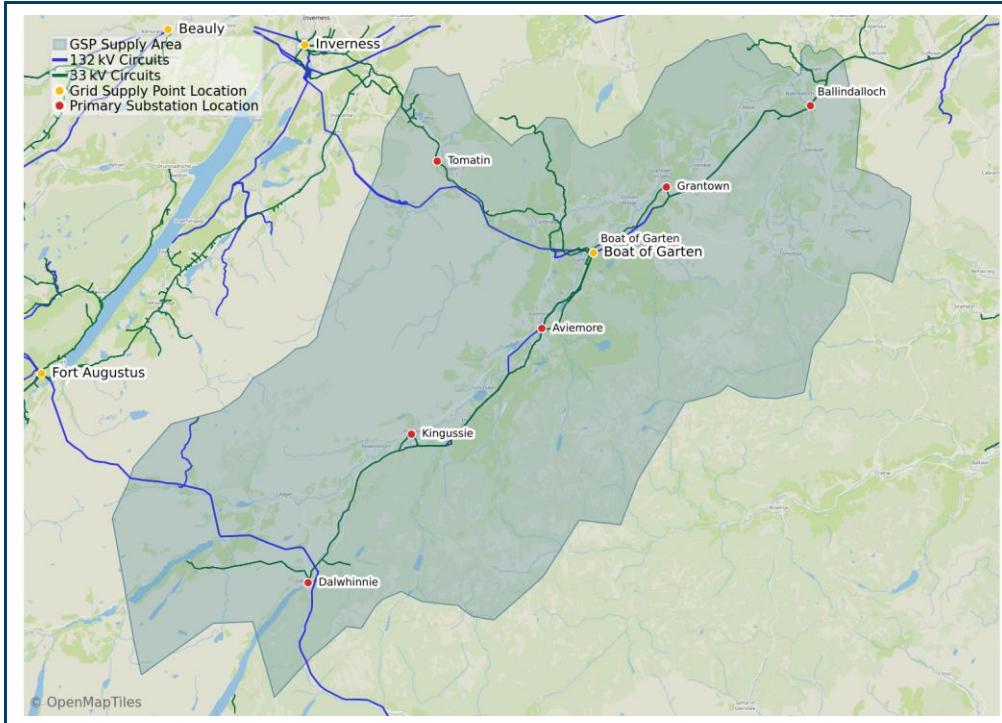 Beauly
Inverness
Inverness
GSP Supply Area
132 kV Circuits
33 kV Circuits
Grid Supply Point Location
Primary Substation Location
Ballindalloch
Tomatin
Grantown
Boat of Garten
Boat of Garten
Aviemore
Fort Augustus
Kingussie
Dalwhinnie
© OpenMapTiles